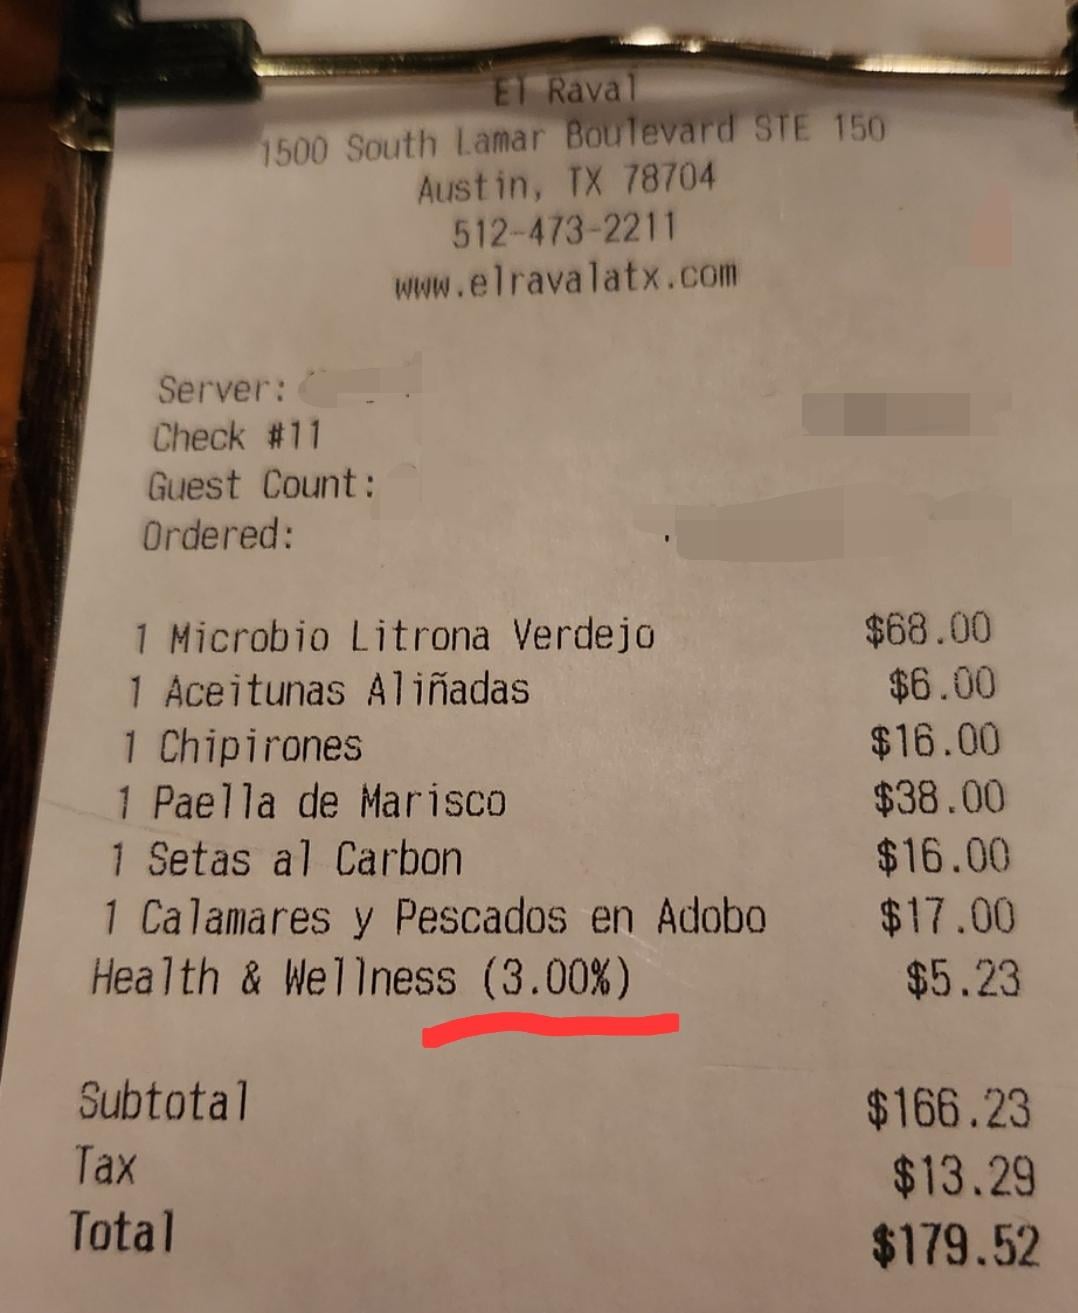 El Raval
1500 South Lamar Boulevard STE 150
Austin, TX 78704
512-473-2211
www.elravalatx.com
Server:
Check #11
Guest Count:
Ordered:
1 Microbio Litrona Verdejo $68.00
1 Aceitunas Aliñadas $6.00
1 Chipirones $16.00
1 Paella de Marisco $38.00
1 Setas al Carbon $16.00
1 Calamares y Pescados en Adobo $17.00
Health & Wellness (3.00%) $5.23
Subtotal $166.23
Tax $13.29
Total $179.52